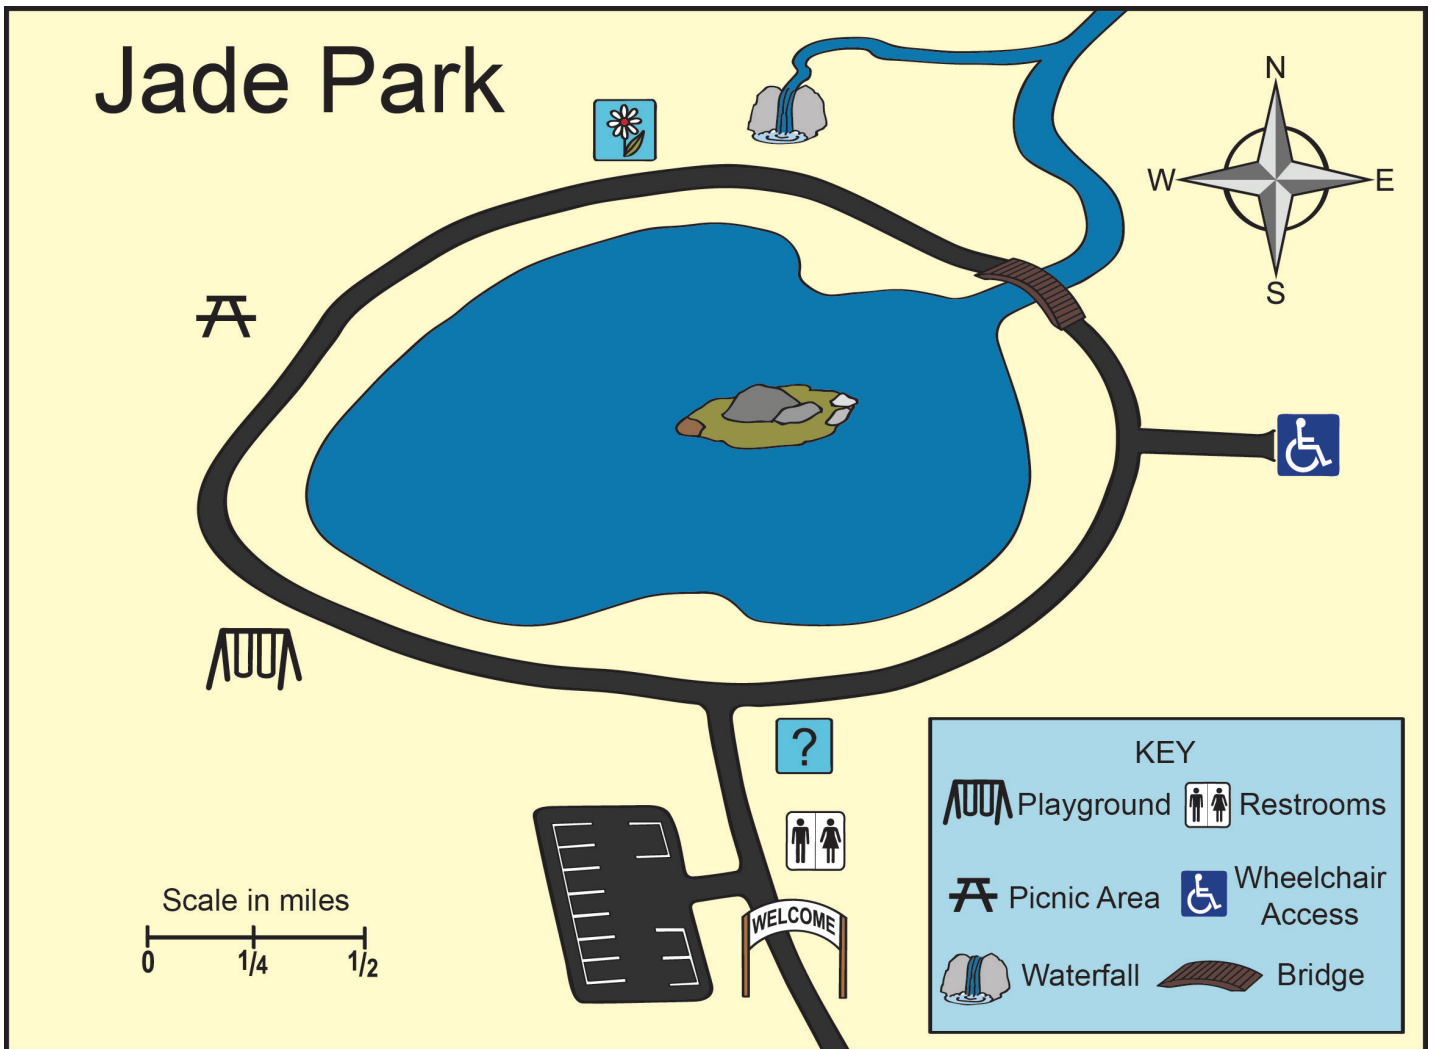 Jade Park
N
W E
S
?
WELCOME
Scale in miles
0 1/4 1/2
KEY
Playground Restrooms
Picnic Area Wheelchair
Access
Waterfall Bridge